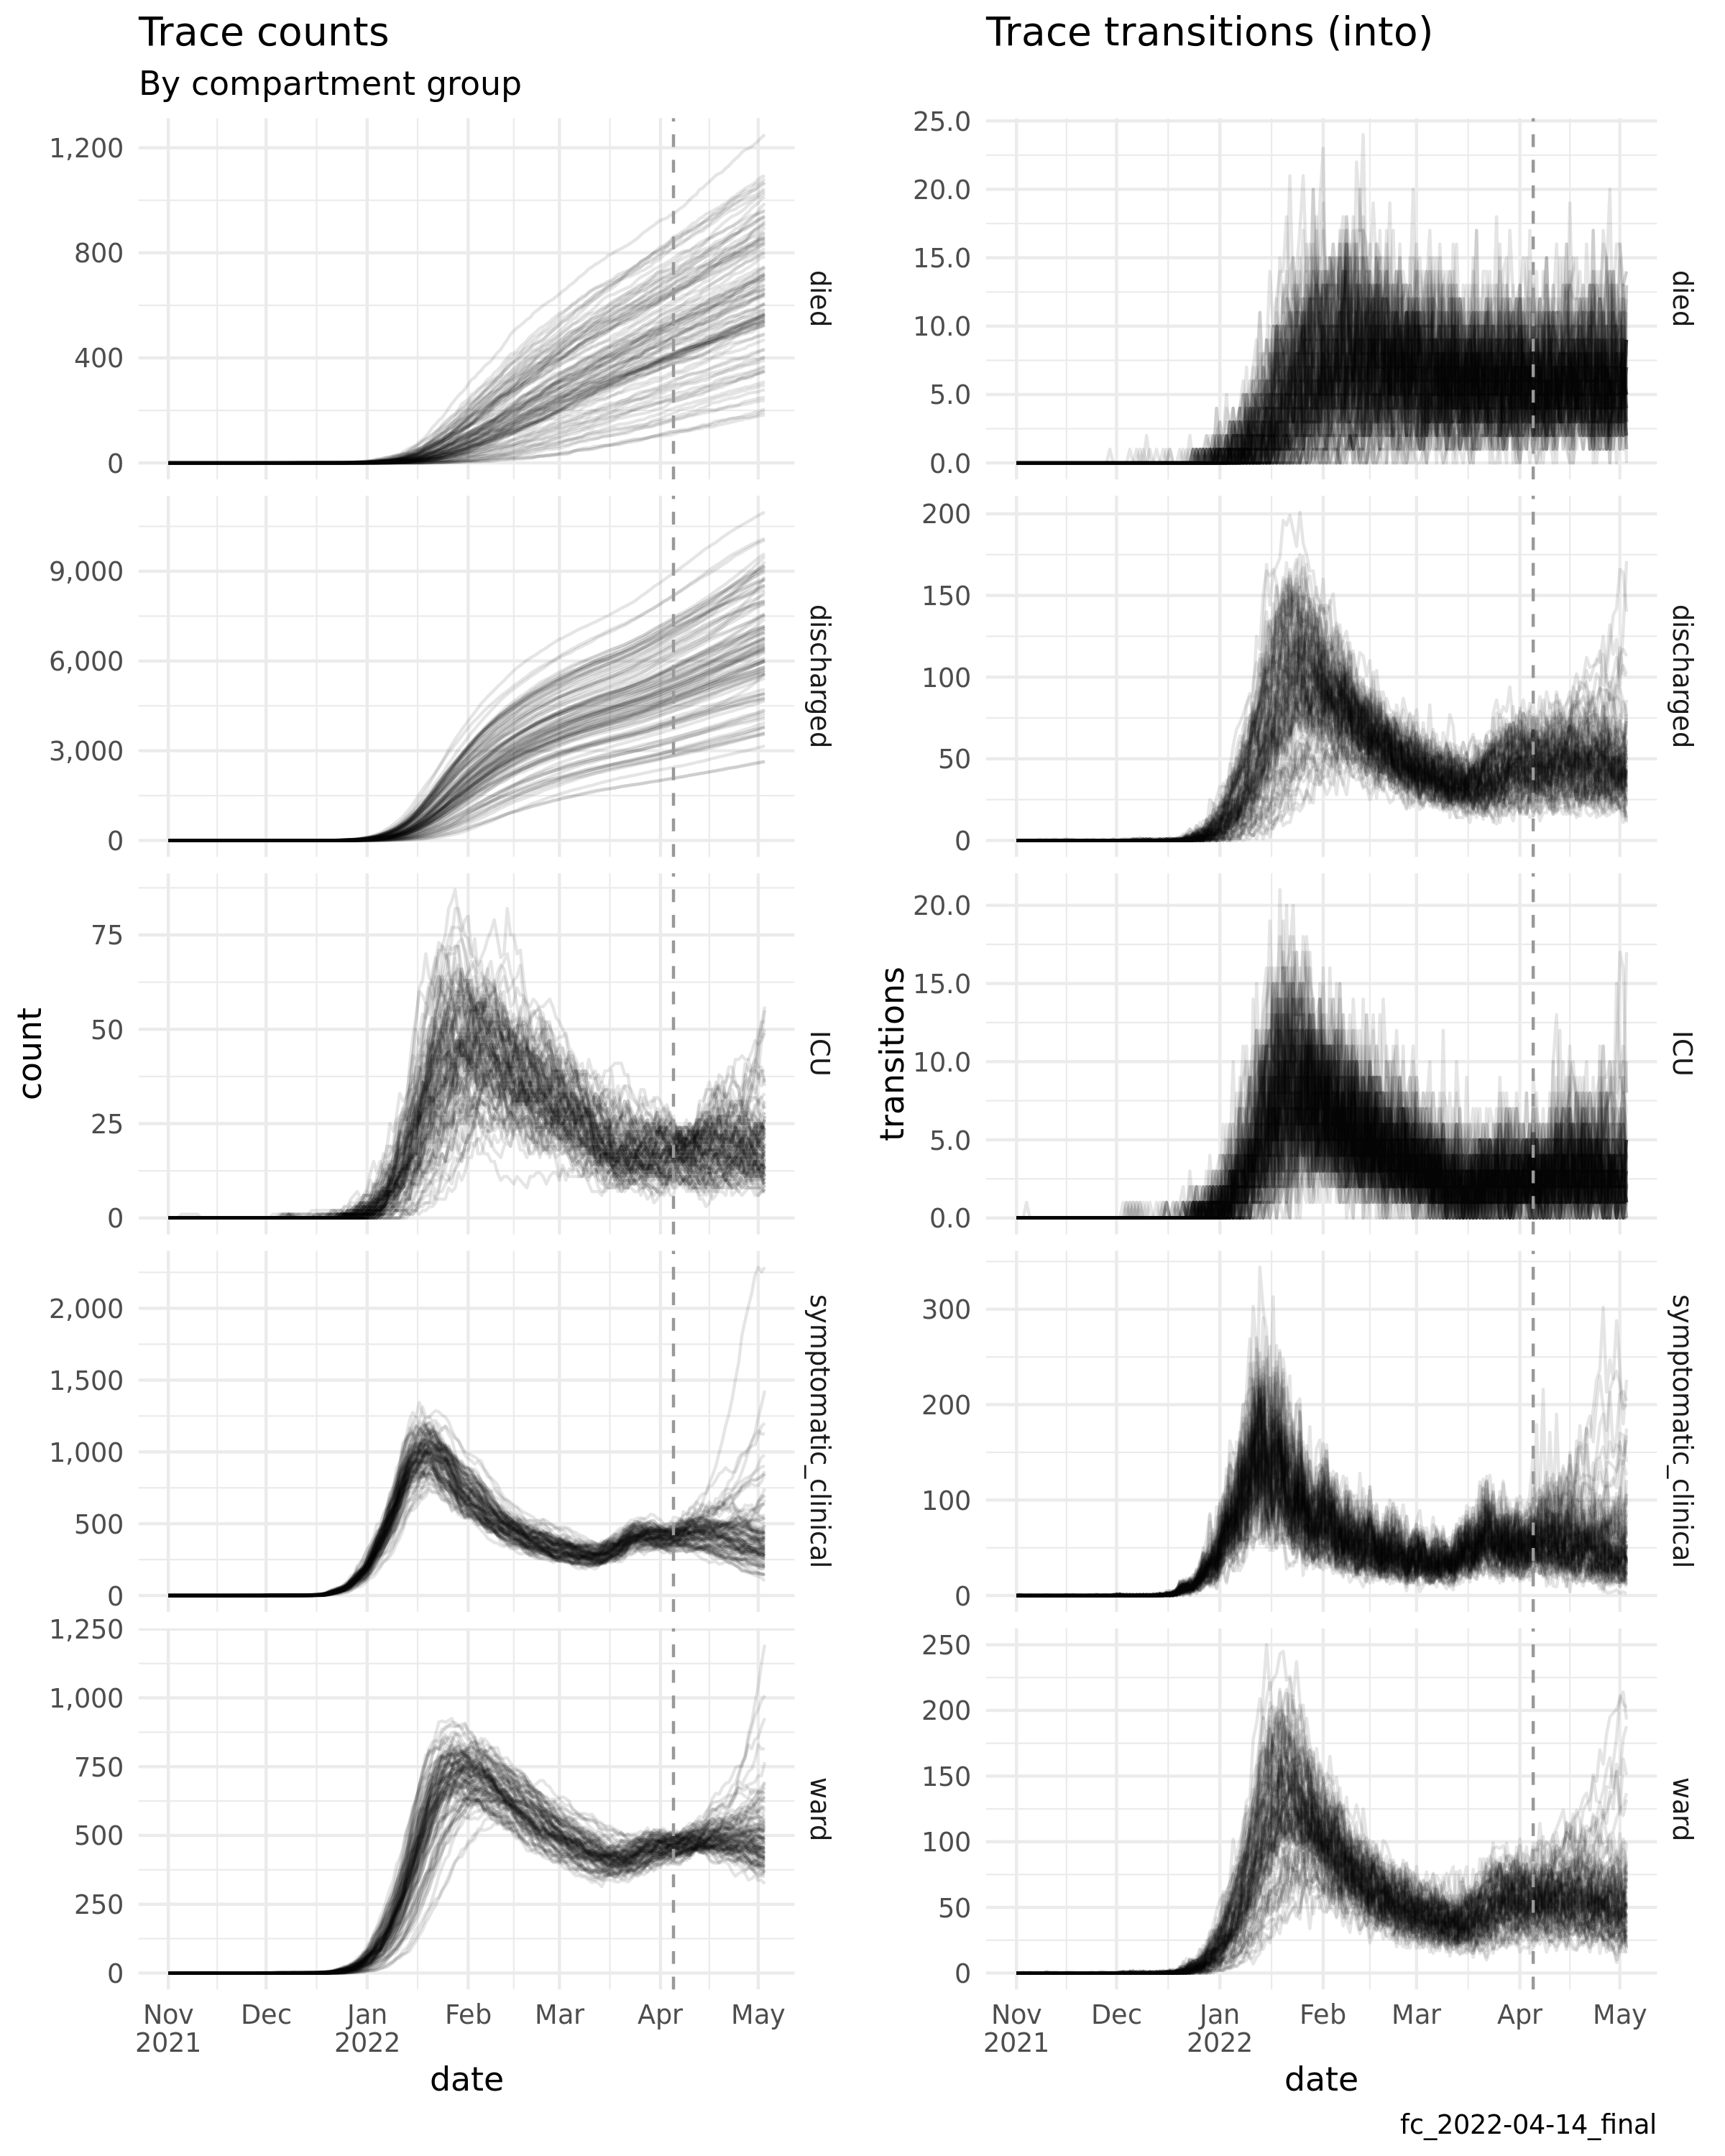 Trace counts
By compartment group
1,200
800
400
0
died
9,000
6,000
3,000
0
discharged
75
50
25
0
ICU
2,000
1,500
1,000
500
0
symptomatic_clinical
1,250
1,000
750
500
250
0
ward
count
Nov Dec Jan Feb Mar Apr May
2021 2022
date
Trace transitions (into)
25.0
20.0
15.0
10.0
5.0
0.0
died
200
150
100
50
0
discharged
20.0
15.0
10.0
5.0
0.0
ICU
300
200
100
0
symptomatic_clinical
250
200
150
100
50
0
ward
transitions
Nov Dec Jan Feb Mar Apr May
2021 2022
date
fc_2022-04-14_final